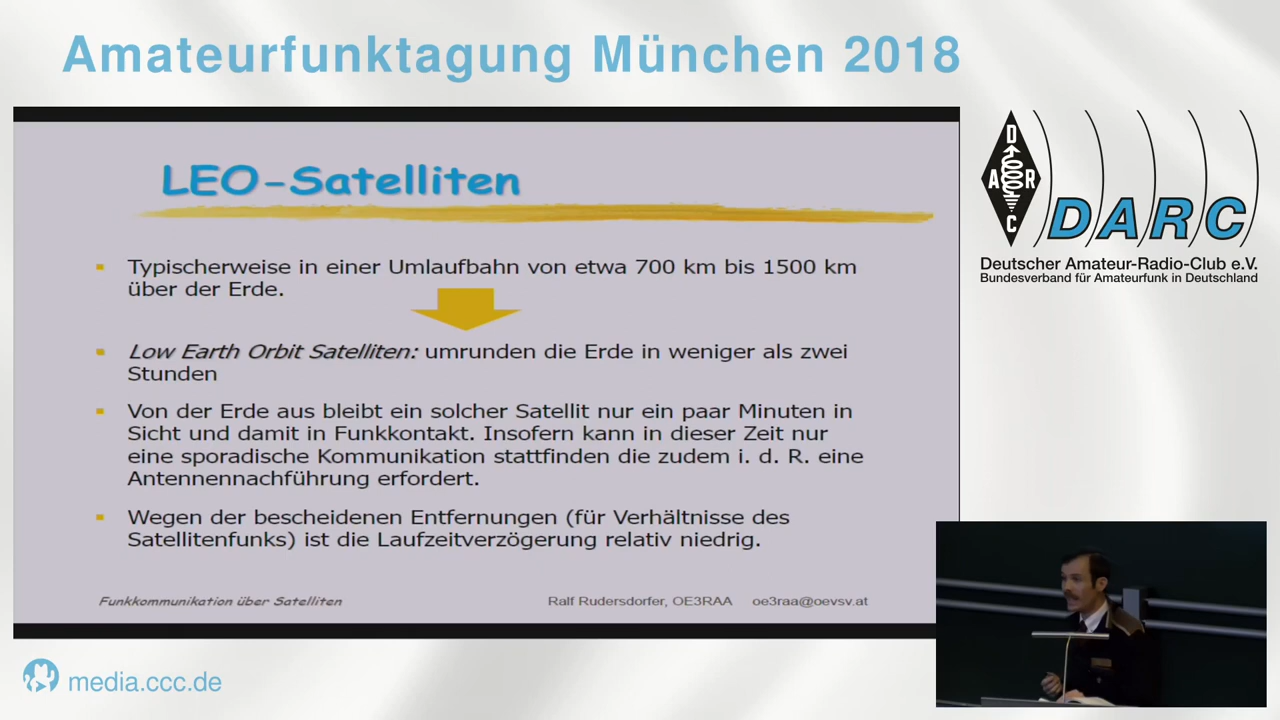 Amateurfunktagung München 2018
LEO-Satelliten
Typischerweise in einer Umlaufbahn von etwa 700 km bis 1500 km
über der Erde.
Low Earth Orbit Satelliten: umrunden die Erde in weniger als zwei
Stunden
Von der Erde aus bleibt ein solcher Satellit nur ein paar Minuten in
Sicht und damit in Funkkontakt. Insofern kann in dieser Zeit nur
eine sporadische Kommunikation stattfinden die zudem i. d. R. eine
Antennennachführung erfordert.
Wegen der bescheidenen Entfernungen (für Verhältnisse des
Satellitenfunks) ist die Laufzeitverzögerung relativ niedrig.
Funkkommunikation über Satelliten
Ralf Rudersdorfer, OE3RAA oe3raa@oevsv.at
D
A R
C
DARC
Deutscher Amateur-Radio-Club e.V.
Bundesverband für Amateurfunk in Deutschland
media.ccc.de